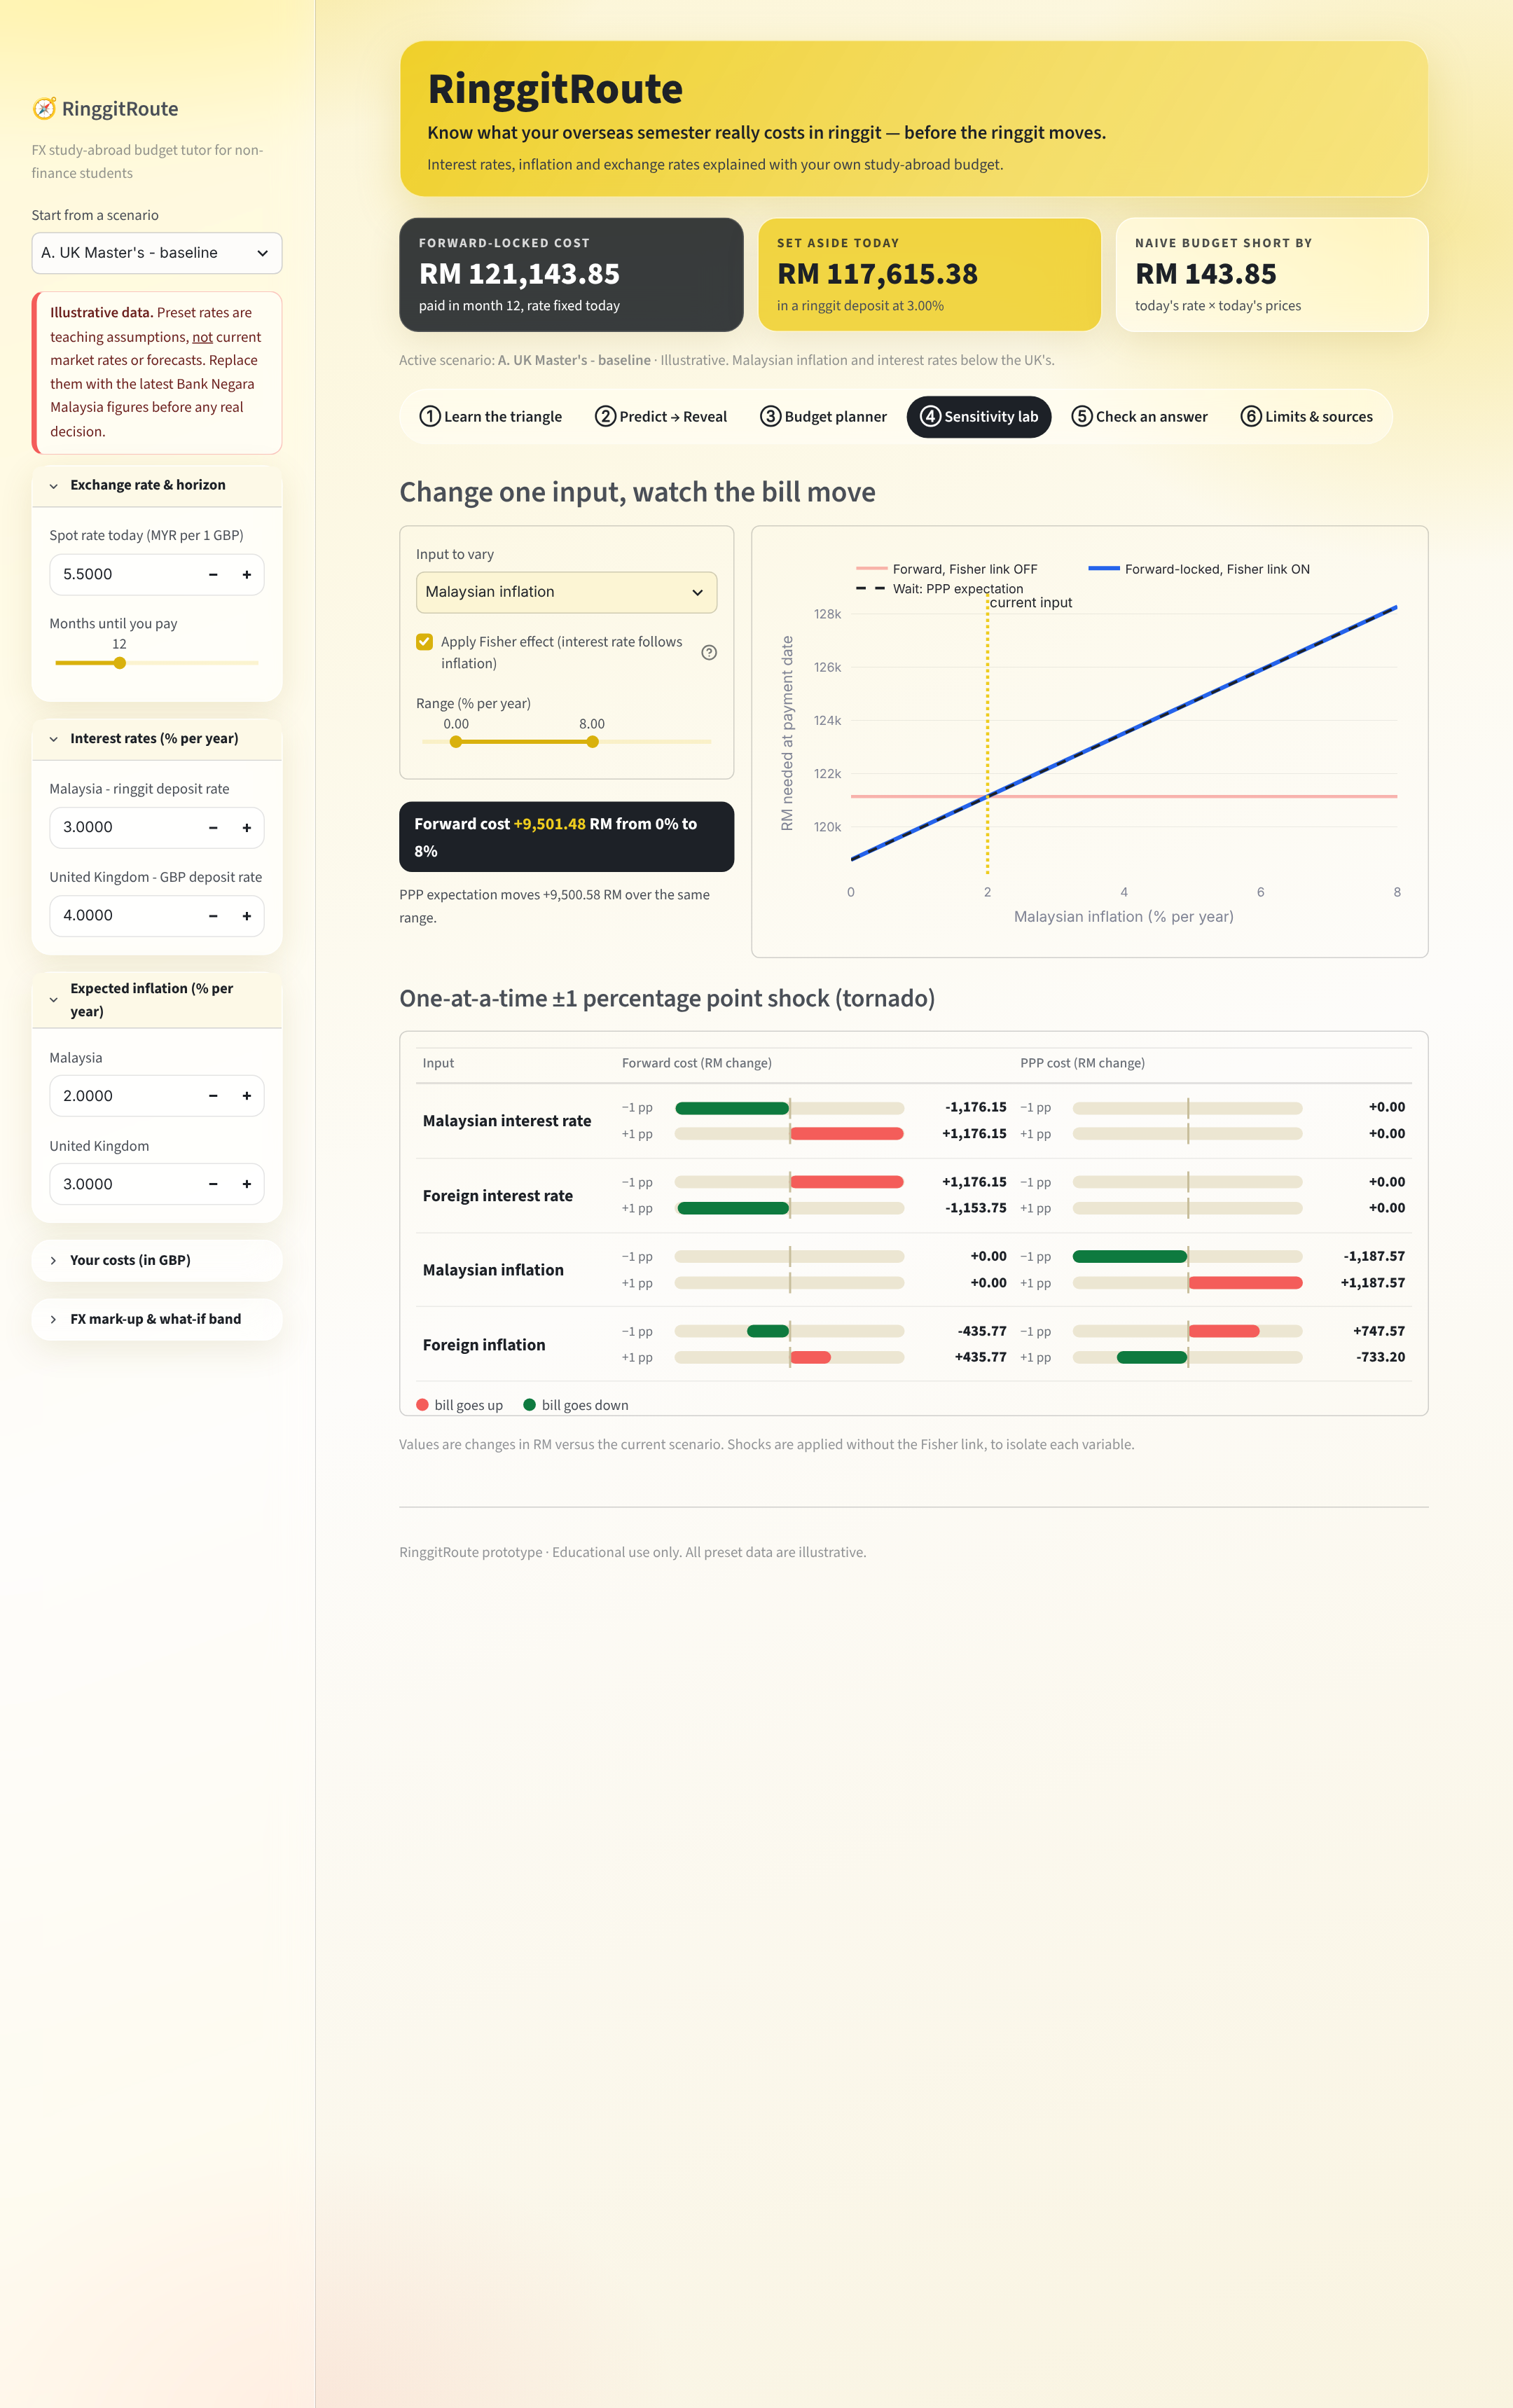 🧭 RinggitRoute
FX study-abroad budget tutor for non-
finance students
Start from a scenario
A. UK Master's - baseline
Illustrative data. Preset rates are
teaching assumptions, not current
market rates or forecasts. Replace
them with the latest Bank Negara
Malaysia figures before any real
decision.
Exchange rate & horizon
Spot rate today (MYR per 1 GBP)
5.5000
Months until you pay
12
Interest rates (% per year)
Malaysia - ringgit deposit rate
3.0000
United Kingdom - GBP deposit rate
4.0000
Expected inflation (% per
year)
Malaysia
2.0000
United Kingdom
3.0000
Your costs (in GBP)
FX mark-up & what-if band
RinggitRoute
Know what your overseas semester really costs in ringgit — before the ringgit moves.
Interest rates, inflation and exchange rates explained with your own study-abroad budget.
FORWARD-LOCKED COST
RM 121,143.85
paid in month 12, rate fixed today
SET ASIDE TODAY
RM 117,615.38
in a ringgit deposit at 3.00%
NAIVE BUDGET SHORT BY
RM 143.85
today's rate × today's prices
Active scenario: A. UK Master's - baseline · Illustrative. Malaysian inflation and interest rates below the UK's.
① Learn the triangle
② Predict → Reveal
③ Budget planner
④ Sensitivity lab
⑤ Check an answer
⑥ Limits & sources
Change one input, watch the bill move
Input to vary
Malaysian inflation
Apply Fisher effect (interest rate follows
inflation)
Range (% per year)
0.00 8.00
Forward cost +9,501.48 RM from 0% to
8%
PPP expectation moves +9,500.58 RM over the same
range.
Forward, Fisher link OFF
Forward-locked, Fisher link ON
Wait: PPP expectation
current input
128k
126k
124k
122k
120k
RM needed at payment date
0 2 4 6 8
Malaysian inflation (% per year)
One-at-a-time ±1 percentage point shock (tornado)
Input Forward cost (RM change) PPP cost (RM change)
Malaysian interest rate
−1 pp -1,176.15 −1 pp +0.00
+1 pp +1,176.15 +1 pp +0.00
Foreign interest rate
−1 pp +1,176.15 −1 pp +0.00
+1 pp -1,153.75 +1 pp +0.00
Malaysian inflation
−1 pp +0.00 −1 pp -1,187.57
+1 pp +0.00 +1 pp +1,187.57
Foreign inflation
−1 pp -435.77 −1 pp +747.57
+1 pp +435.77 +1 pp -733.20
bill goes up bill goes down
Values are changes in RM versus the current scenario. Shocks are applied without the Fisher link, to isolate each variable.
RinggitRoute prototype · Educational use only. All preset data are illustrative.